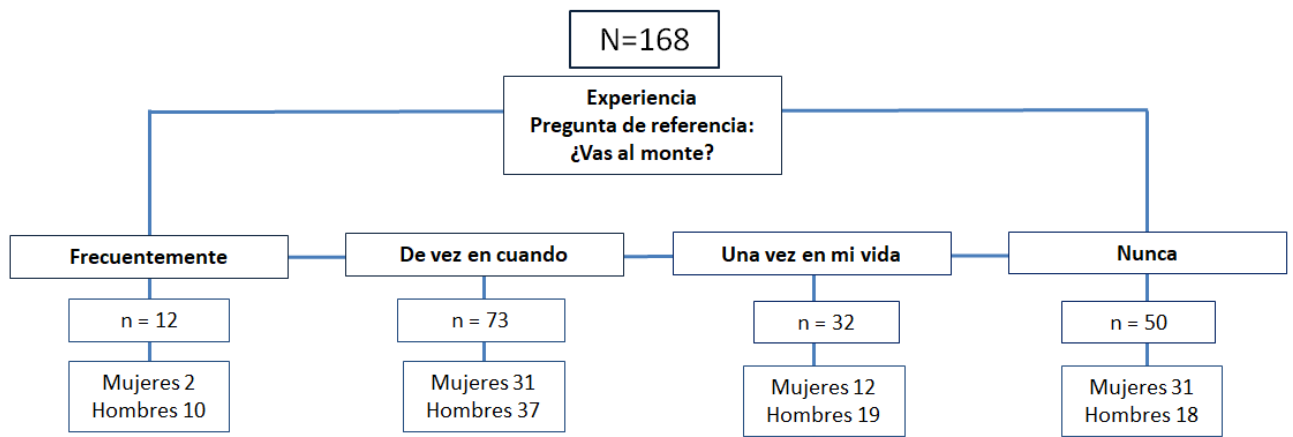 N=168
Experiencia
Pregunta de referencia:
¿Vas al monte?
Frecuentemente
De vez en cuando
Una vez en mi vida
Nunca
n = 12
n = 73
n = 32
n = 50
Mujeres 2
Hombres 10
Mujeres 31
Hombres 37
Mujeres 12
Hombres 19
Mujeres 31
Hombres 18